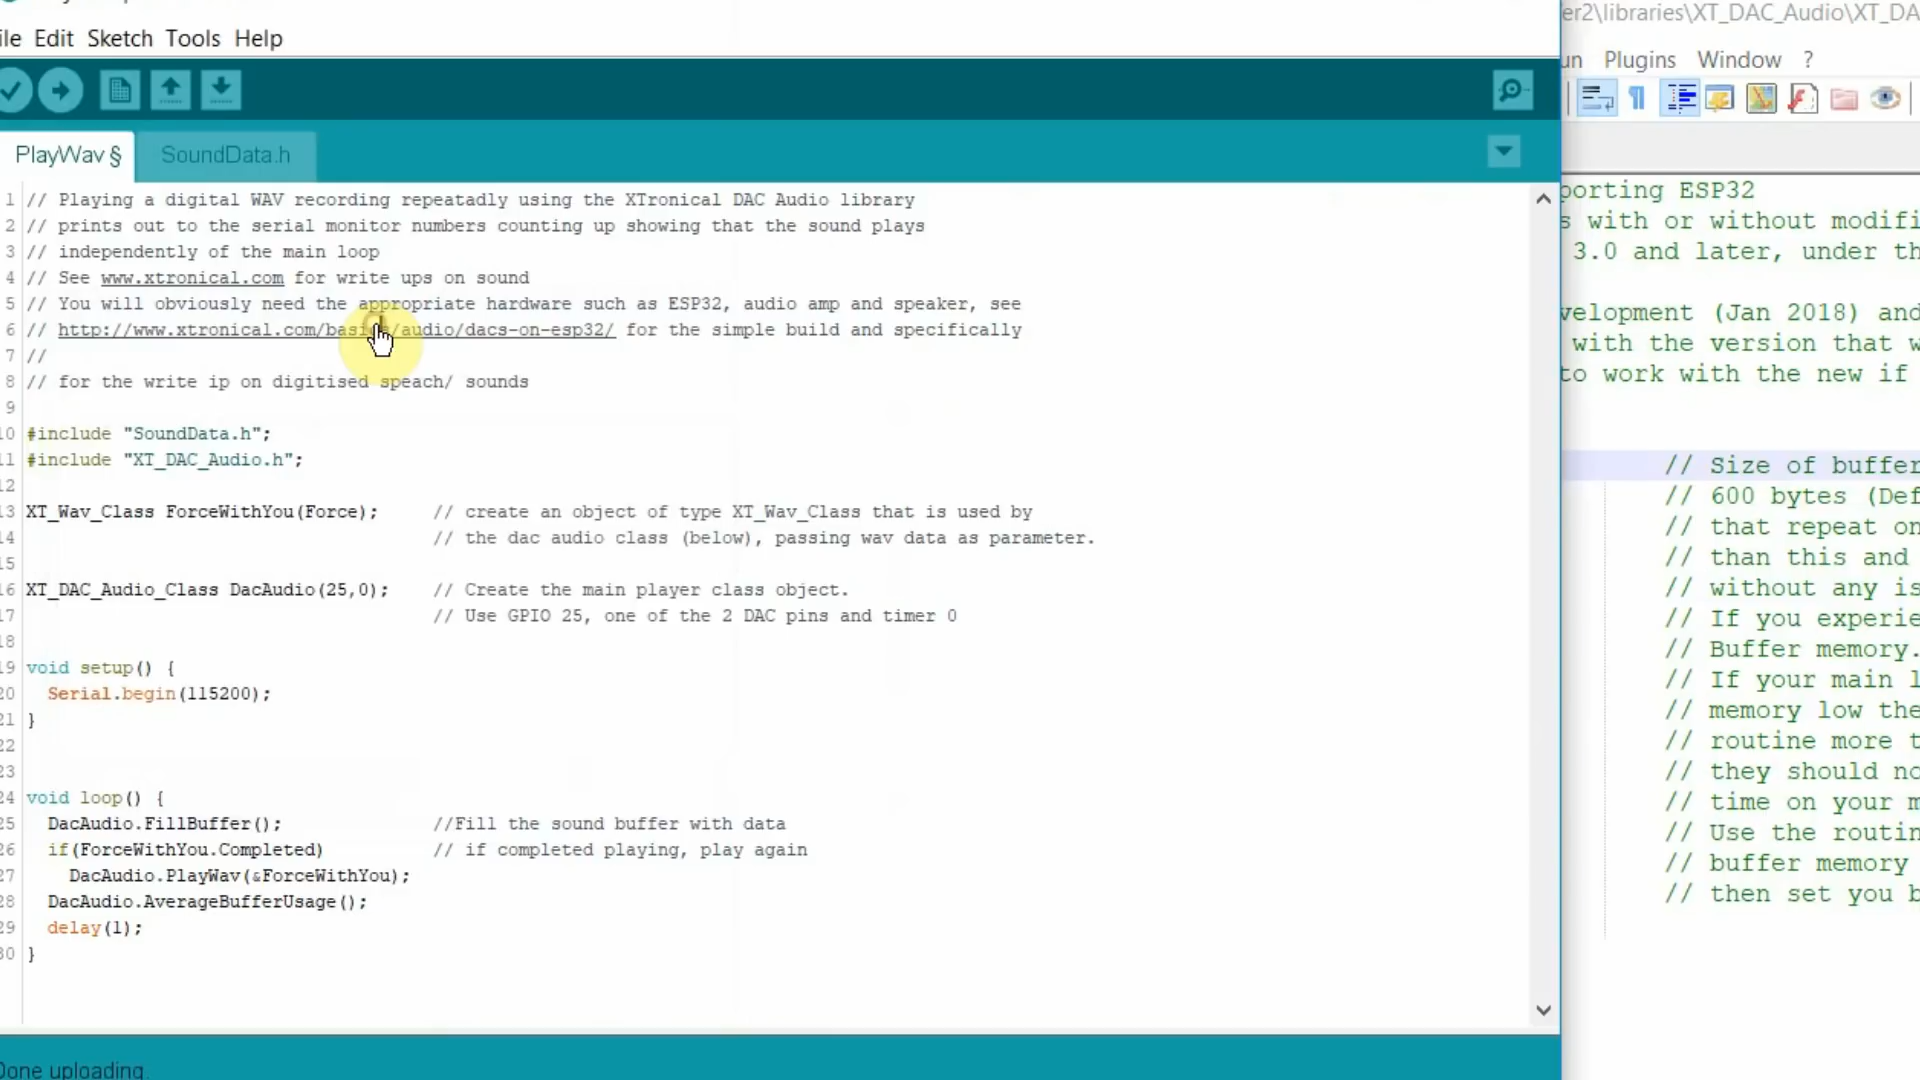 File Edit Sketch Tools Help
PlayWav § SoundData.h
1 // Playing a digital WAV recording repeatadly using the XTronical DAC Audio library
2 // prints out to the serial monitor numbers counting up showing that the sound plays
3 // independently of the main loop
4 // See www.xtronical.com for write ups on sound
5 // You will obviously need the appropriate hardware such as ESP32, audio amp and speaker, see
6 // http://www.xtronical.com/basics/audio/dacs-on-esp32/ for the simple build and specifically
7 //
8 // for the write ip on digitised speach/ sounds
9
10 #include "SoundData.h";
11 #include "XT_DAC_Audio.h";
12
13 XT_Wav_Class ForceWithYou(Force); // create an object of type XT_Wav_Class that is used by
14 // the dac audio class (below), passing wav data as parameter.
15
16 XT_DAC_Audio_Class DacAudio(25,0); // Create the main player class object.
17 // Use GPIO 25, one of the 2 DAC pins and timer 0
18
19 void setup() {
20 Serial.begin(115200);
21 }
22
23
24 void loop() {
25 DacAudio.FillBuffer(); //Fill the sound buffer with data
26 if(ForceWithYou.Completed) // if completed playing, play again
27 DacAudio.PlayWav(&ForceWithYou);
28 DacAudio.AverageBufferUsage();
29 delay(1);
30 }
Done uploading.
er2\libraries\XT_DAC_Audio\XT_DA
un Plugins Window ?
porting ESP32
s with or without modifi
3.0 and later, under th
velopment (Jan 2018) and
with the version that w
to work with the new if
// Size of buffer
// 600 bytes (Def
// that repeat on
// than this and
// without any is
// If you experie
// Buffer memory.
// If your main l
// memory low the
// routine more t
// they should no
// time on your m
// Use the routin
// buffer memory
// then set you b